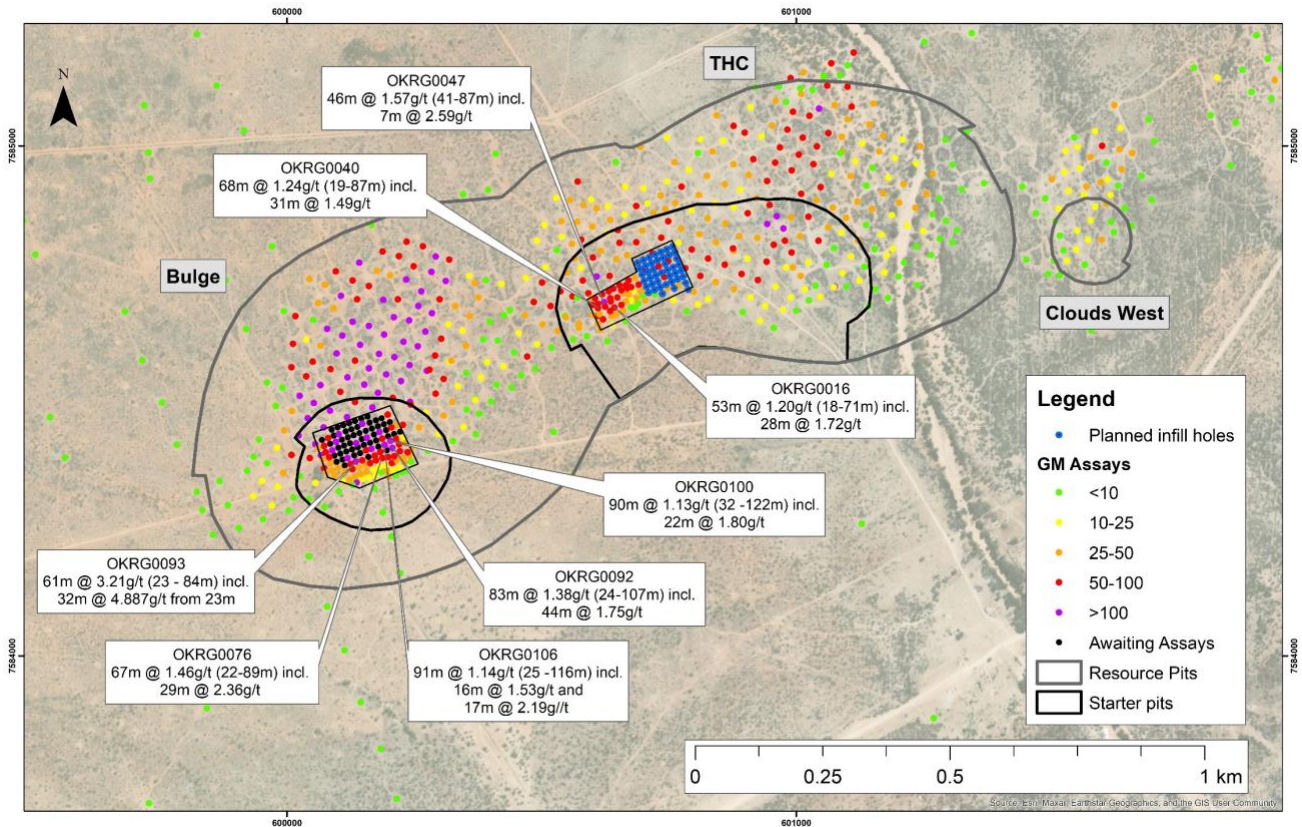 600000
601000
THC
N
OKRG0047
46m @ 1.57g/t (41-87m) incl.
7m @ 2.59g/t
7585000
7585000
OKRG0040
68m @ 1.24g/t (19-87m) incl.
31m @ 1.49g/t
Bulge
Clouds West
OKRG0016
53m @ 1.20g/t (18-71m) incl.
28m @ 1.72g/t
OKRG0100
90m @ 1.13g/t (32 -122m) incl.
22m @ 1.80g/t
OKRG0093
61m @ 3.21g/t (23 - 84m) incl.
32m @ 4.887g/t from 23m
OKRG0092
83m @ 1.38g/t (24-107m) incl.
44m @ 1.75g/t
OKRG0076
67m @ 1.46g/t (22-89m) incl.
29m @ 2.36g/t
OKRG0106
91m @ 1.14g/t (25 -116m) incl.
16m @ 1.53g/t and
17m @ 2.19g//t
Legend
Planned infill holes
GM Assays
<10
10-25
25-50
50-100
>100
Awaiting Assays
Resource Pits
Starter pits
7584000
7584000
0 0.25 0.5 1 km
Source: Esri, Maxar, Earthstar Geographics, and the GIS User Community
600000
601000